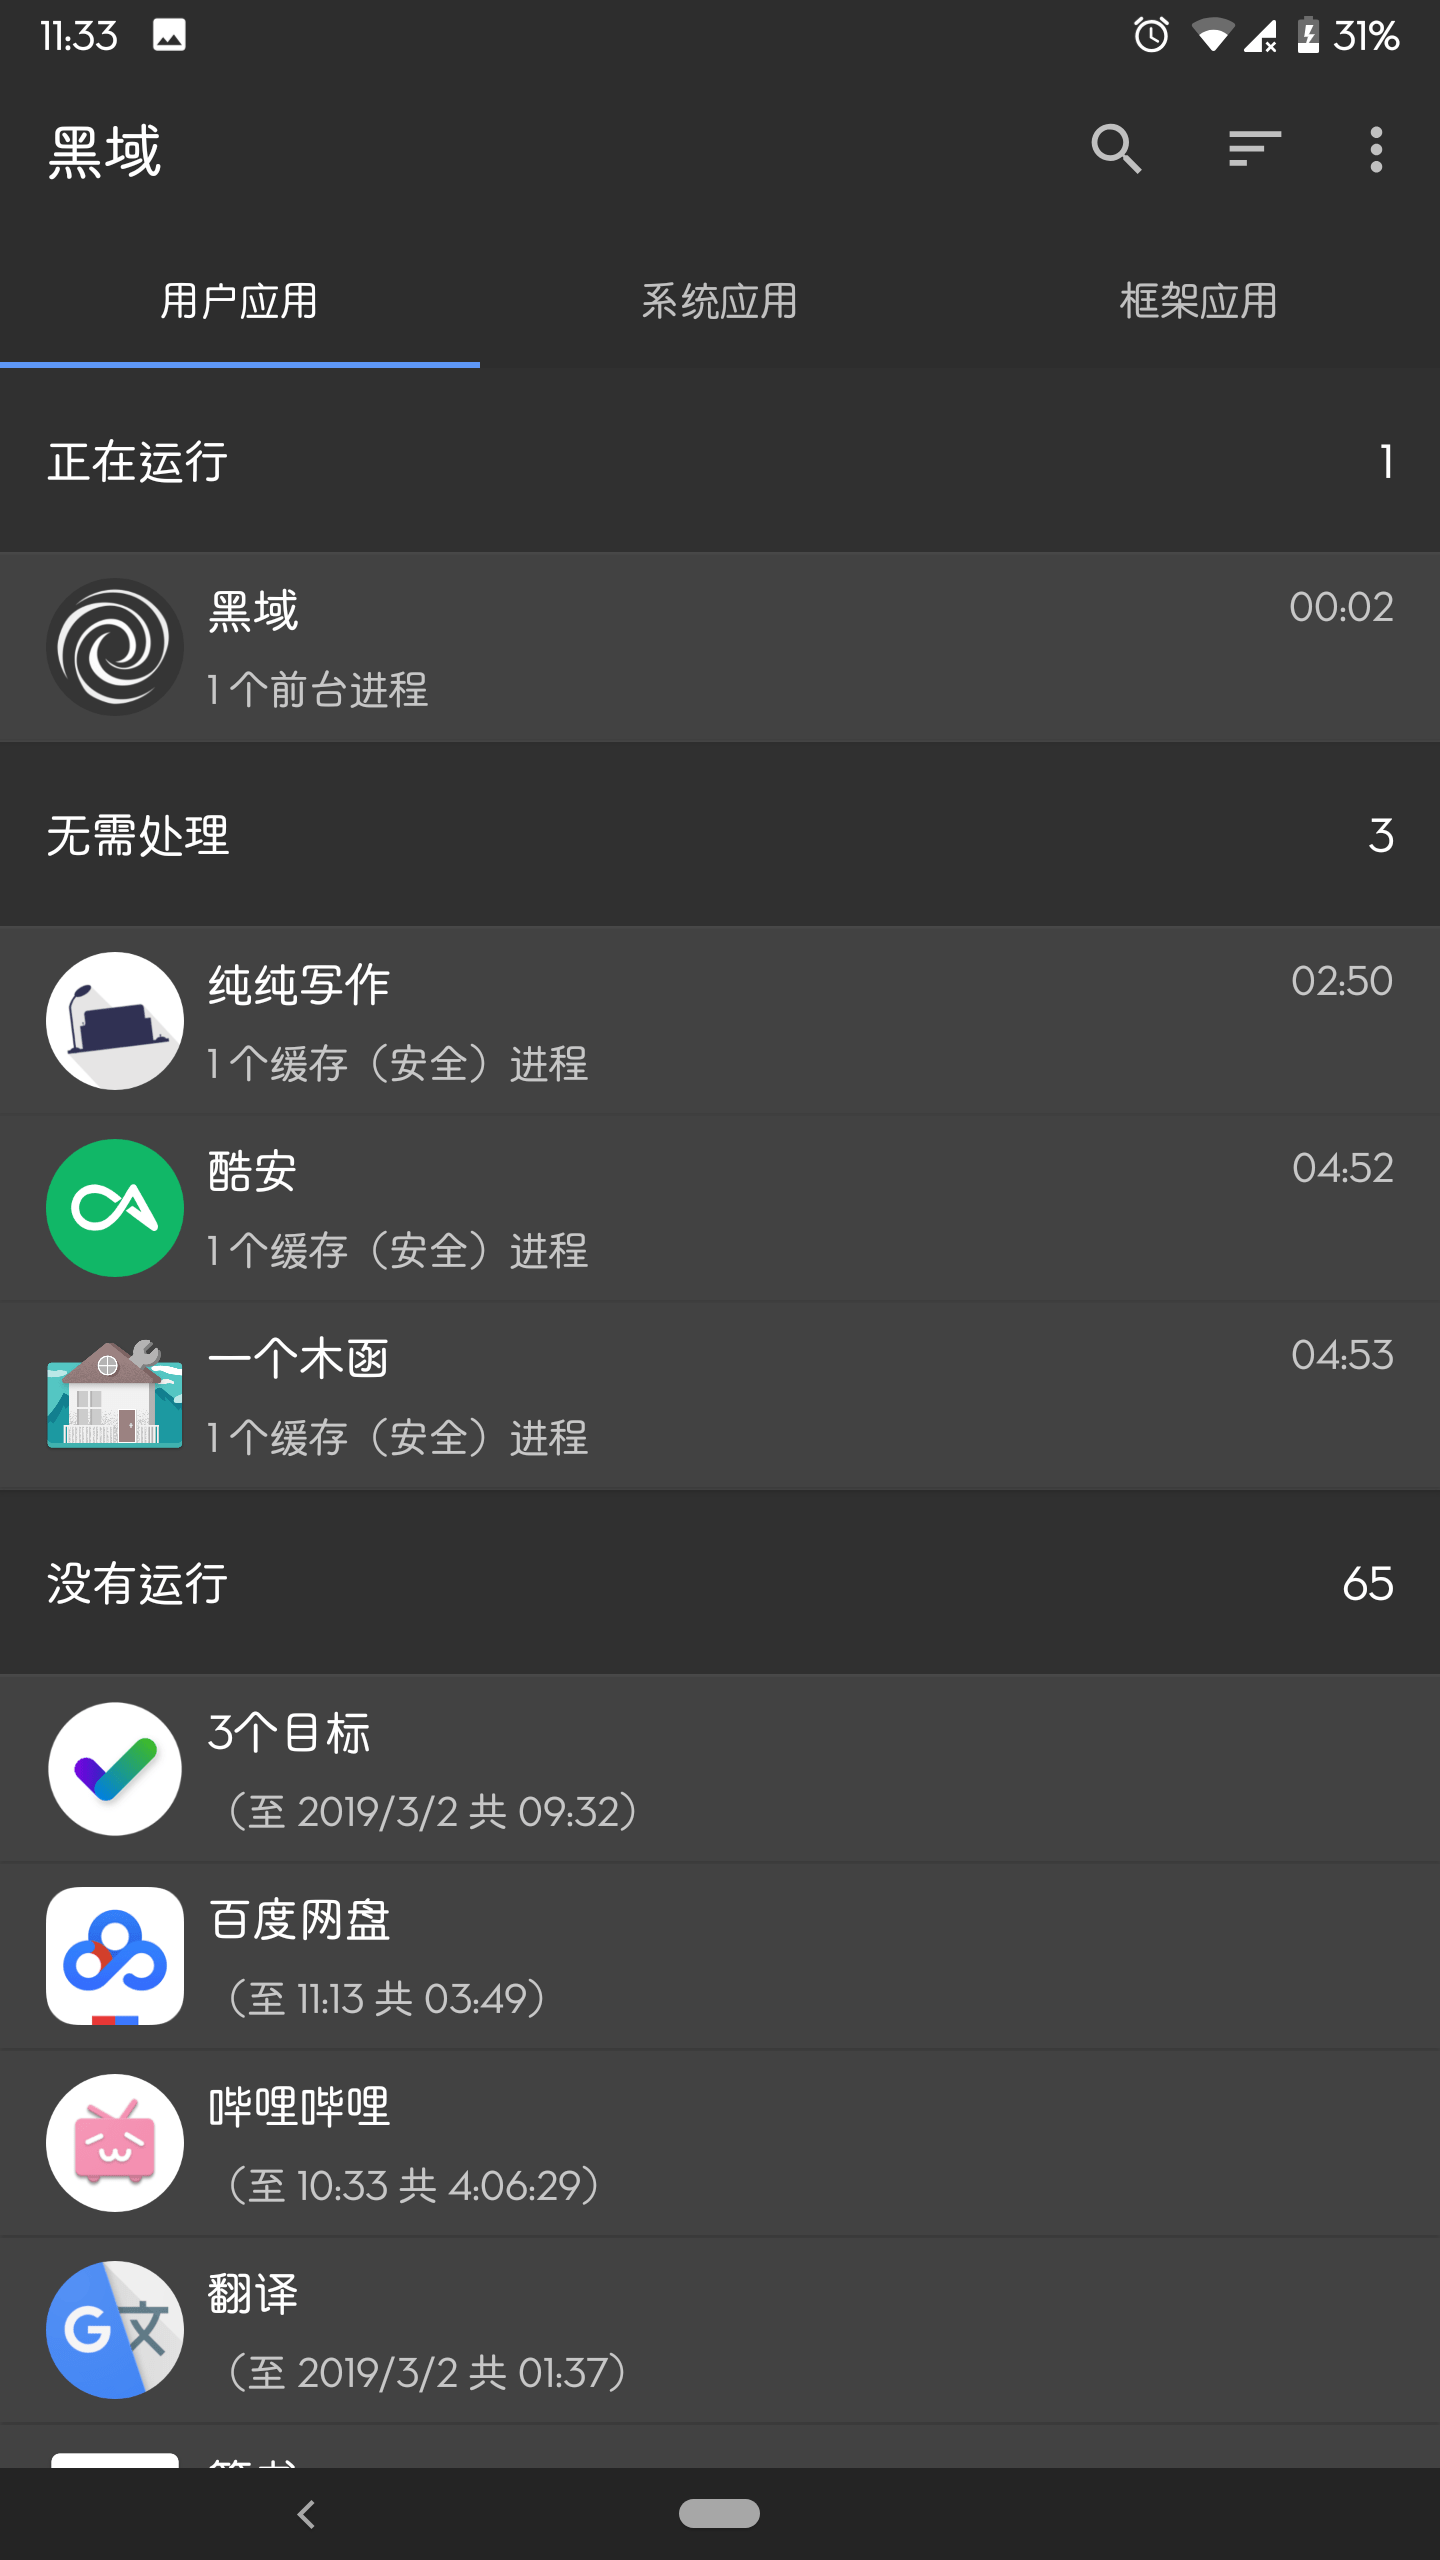 11:33 31%
黑域
用户应用 系统应用 框架应用
正在运行 1
黑域 00:02
1 个前台进程
无需处理 3
纯纯写作 02:50
1 个缓存（安全）进程
酷安 04:52
1 个缓存（安全）进程
一个木函 04:53
1 个缓存（安全）进程
没有运行 65
3个目标
（至 2019/3/2 共 09:32）
百度网盘
（至 11:13 共 03:49）
哔哩哔哩
（至 10:33 共 4:06:29）
G文
翻译
（至 2019/3/2 共 01:37）